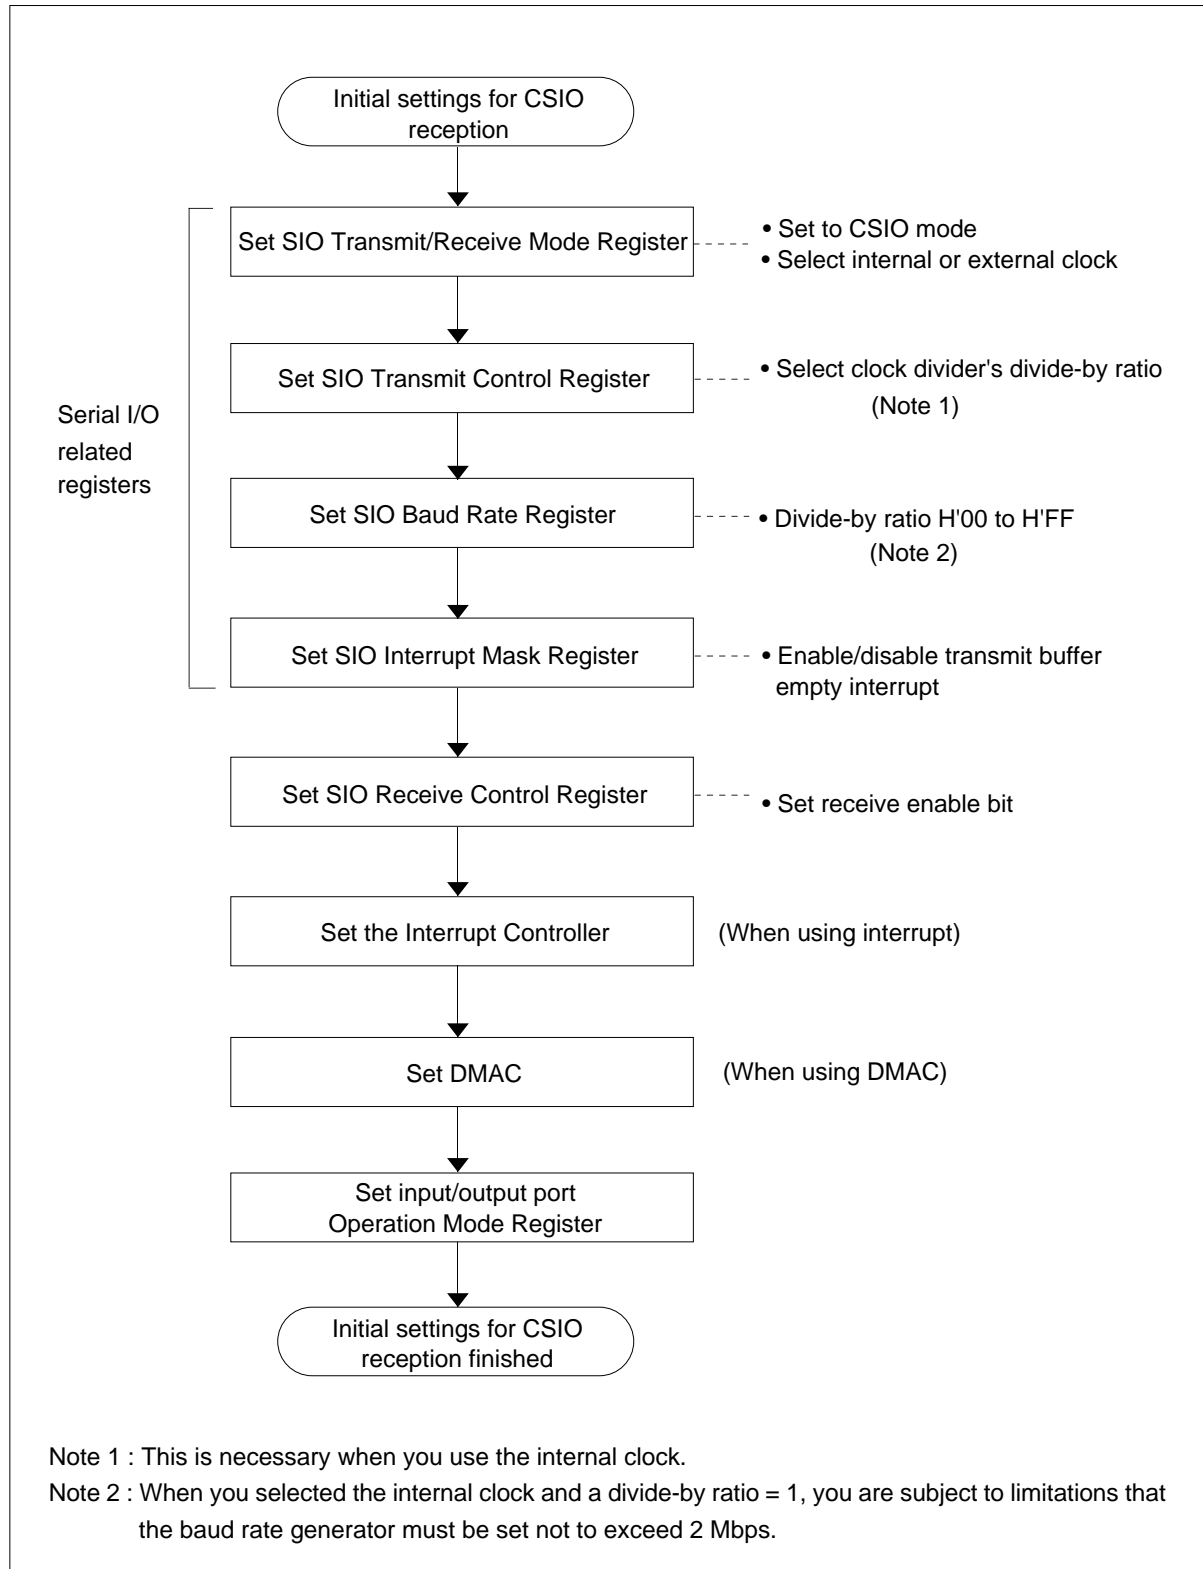 Initial settings for CSIO
reception
Set SIO Transmit/Receive Mode Register
• Set to CSIO mode
• Select internal or external clock
Set SIO Transmit Control Register
• Select clock divider's divide-by ratio
(Note 1)
Serial I/O
related
registers
Set SIO Baud Rate Register
• Divide-by ratio H'00 to H'FF
(Note 2)
Set SIO Interrupt Mask Register
• Enable/disable transmit buffer
empty interrupt
Set SIO Receive Control Register
• Set receive enable bit
Set the Interrupt Controller
(When using interrupt)
Set DMAC
(When using DMAC)
Set input/output port
Operation Mode Register
Initial settings for CSIO
reception finished
Note 1 : This is necessary when you use the internal clock.
Note 2 : When you selected the internal clock and a divide-by ratio = 1, you are subject to limitations that
the baud rate generator must be set not to exceed 2 Mbps.